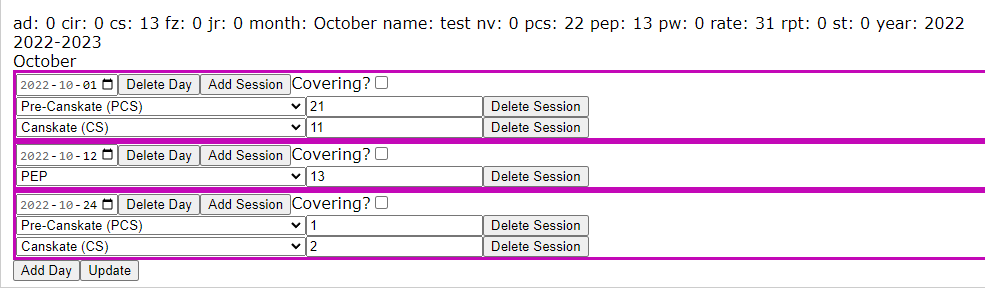 ad: 0 cir: 0 cs: 13 fz: 0 jr: 0 month: October name: test nv: 0 pcs: 22 pep: 13 pw: 0 rate: 31 rpt: 0 st: 0 year: 2022
2022-2023
October
2022-10-01 Delete Day Add Session Covering?
Pre-Canskate (PCS) 21 Delete Session
Canskate (CS) 11 Delete Session
2022-10-12 Delete Day Add Session Covering?
PEP 13 Delete Session
2022-10-24 Delete Day Add Session Covering?
Pre-Canskate (PCS) 1 Delete Session
Canskate (CS) 2 Delete Session
Add Day Update